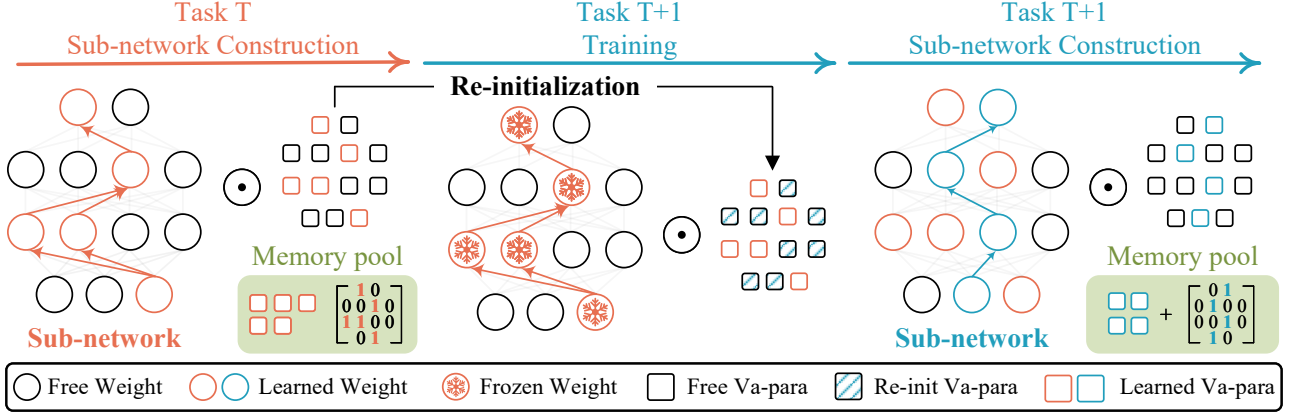 Task T
Sub-network Construction
Task T+1
Training
Task T+1
Sub-network Construction
Re-initialization
Memory pool
1 0
0 0 1 0
1 1 0 0
0 1
Sub-network
Memory pool
+
0 1
0 1 0 0
0 0 1 0
1 0
Sub-network
Free Weight
Learned Weight
Frozen Weight
Free Va-para
Re-init Va-para
Learned Va-para